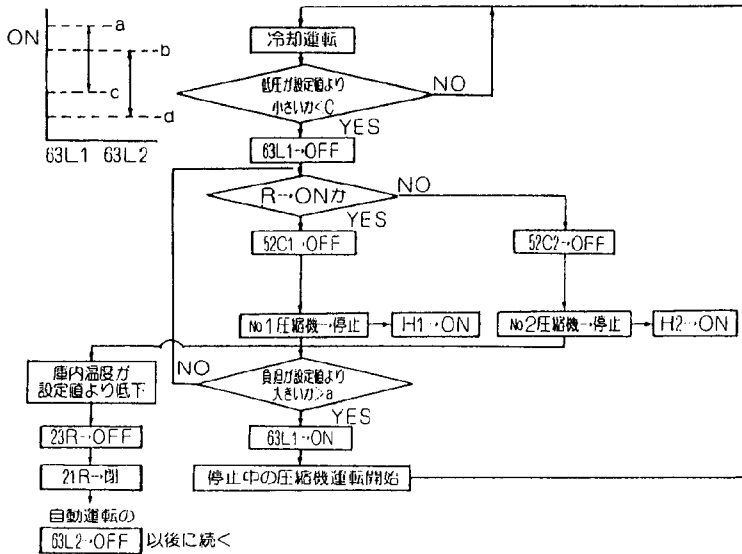 ON
a
b
c
d
63L1 63L2
冷却運転
低圧が設定値より
小さいか<C
NO
YES
63L1→OFF
R→ONか
NO
YES
52C1→OFF
52C2→OFF
No1圧縮機→停止
H1→ON
No2圧縮機→停止
H2→ON
庫内温度が
設定値より低下
NO
負担が設定値より
大きいか>a
YES
23R→OFF
63L1→ON
21R→閉
停止中の圧縮機運転開始
自動運転の
63L2→OFF 以後に続く